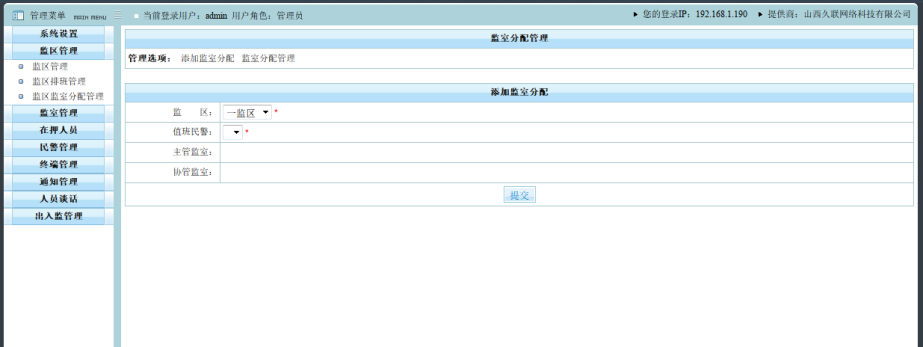 管理菜单 MAIN MENU 当前登录用户：admin 用户角色：管理员 ▶ 您的登录IP：192.168.1.190 ▶ 提供商：山西久联网络科技有限公司
系统设置
监区管理
监区管理
监区排班管理
监区监室分配管理
监室管理
在押人员
民警管理
终端管理
通知管理
人员谈话
出入监管理
监室分配管理
管理选项： 添加监室分配 监室分配管理
添加监室分配
监 区： 一监区 *
值班民警： *
主管监室：
协管监室：
提交